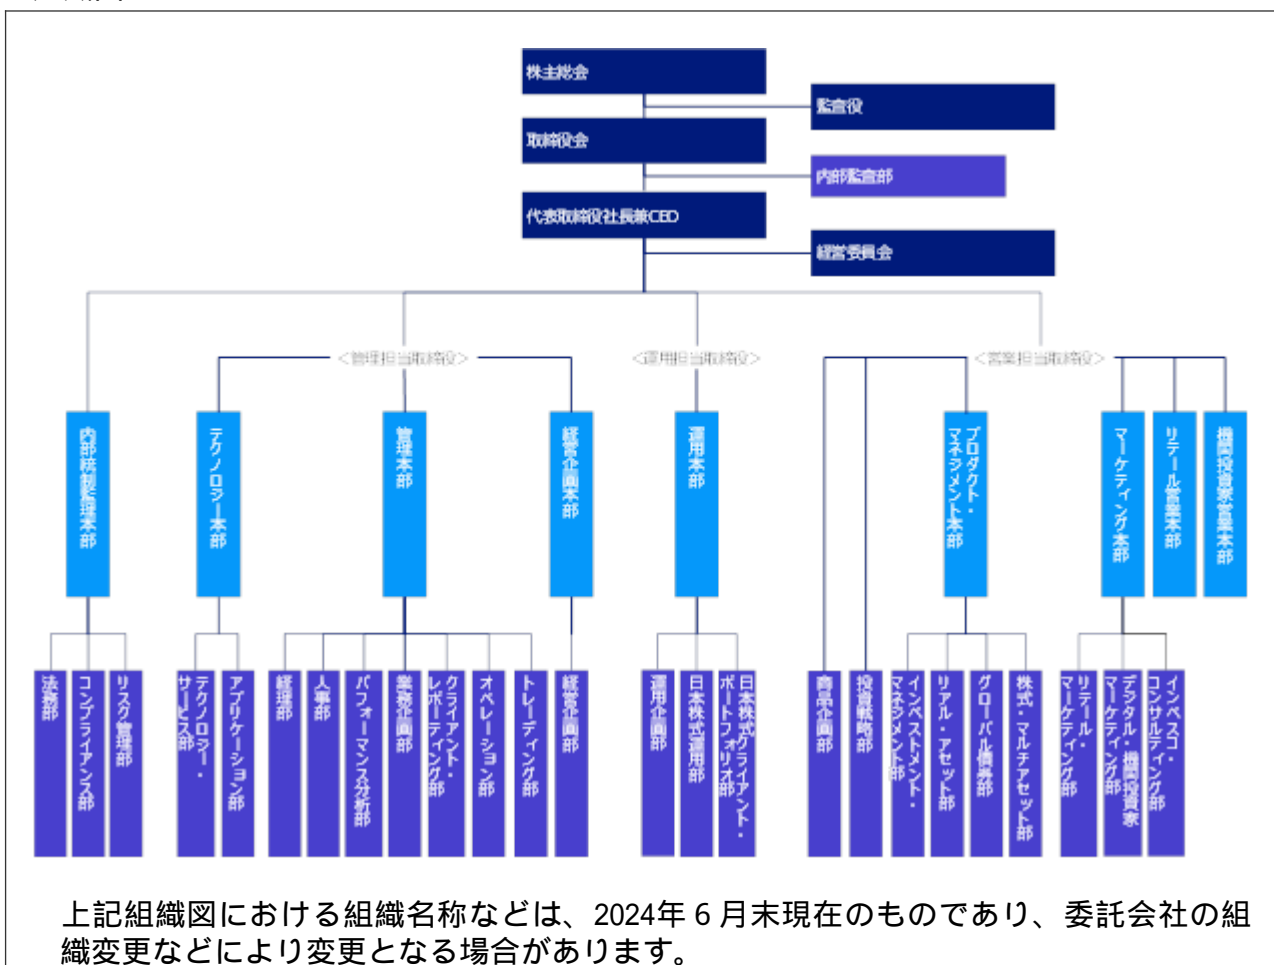 株主総会
監査役
取締役会
内部監査部
代表取締役社長兼CEO
経営委員会
＜管理担当取締役＞
＜運用担当取締役＞
＜営業担当取締役＞
内部統制監理本部
テクノロジー本部
管理本部
経営企画本部
運用本部
プロダクト・
マネジメント本部
マーケティング本部
リテール営業本部
機関投資家営業本部
法務部
コンプライアンス部
リスク管理部
テクノロジー・
サービス部
アプリケーション部
経理部
人事部
パフォーマンス分析部
業務企画部
クライアント・
レポーティング部
オペレーション部
トレーディング部
経営企画部
運用企画部
日本株式運用部
日本株式クライアント・
ポートフォリオ部
商品企画部
投資戦略部
インベストメント・
マネジメント部
リアル・アセット部
グローバル債券部
株式・マルチアセット部
リテール・
マーケティング部
デジタル・機関投資家
マーケティング部
インベスコ・
コンサルティング部
上記組織図における組織名称などは、2024年６月末現在のものであり、委託会社の組
織変更などにより変更となる場合があります。